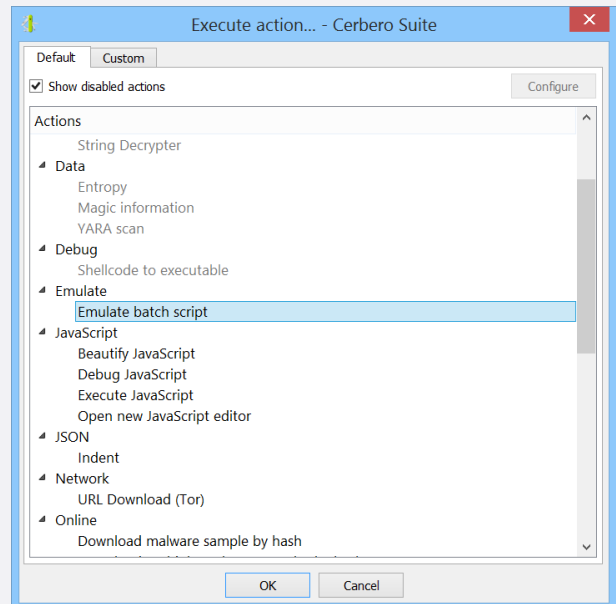 Execute action... - Cerbero Suite
Default Custom
Show disabled actions Configure
Actions
String Decrypter
Data
Entropy
Magic information
YARA scan
Debug
Shellcode to executable
Emulate
Emulate batch script
JavaScript
Beautify JavaScript
Debug JavaScript
Execute JavaScript
Open new JavaScript editor
JSON
Indent
Network
URL Download (Tor)
Online
Download malware sample by hash
OK Cancel